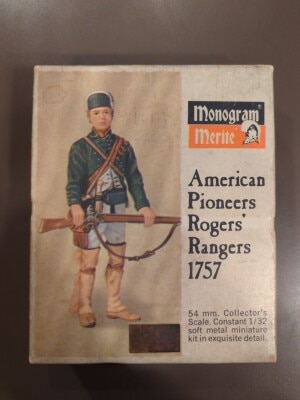 Monogram
Merité
American
Pioneers
Rogers'
Rangers
1757
54 mm. Collector's
Scale. Constant 1/32
soft metal miniature
kit in exquisite detail.